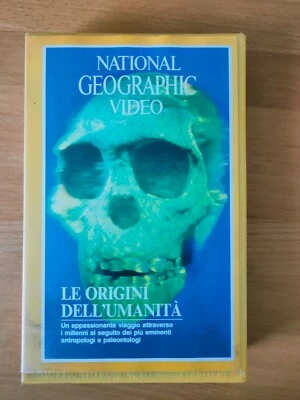 NATIONAL
GEOGRAPHIC
VIDEO
LE ORIGINI
DELL'UMANITÀ
Un appassionante viaggio attraverso
i millenni al seguito dei più eminenti
antropologi e paleontologi